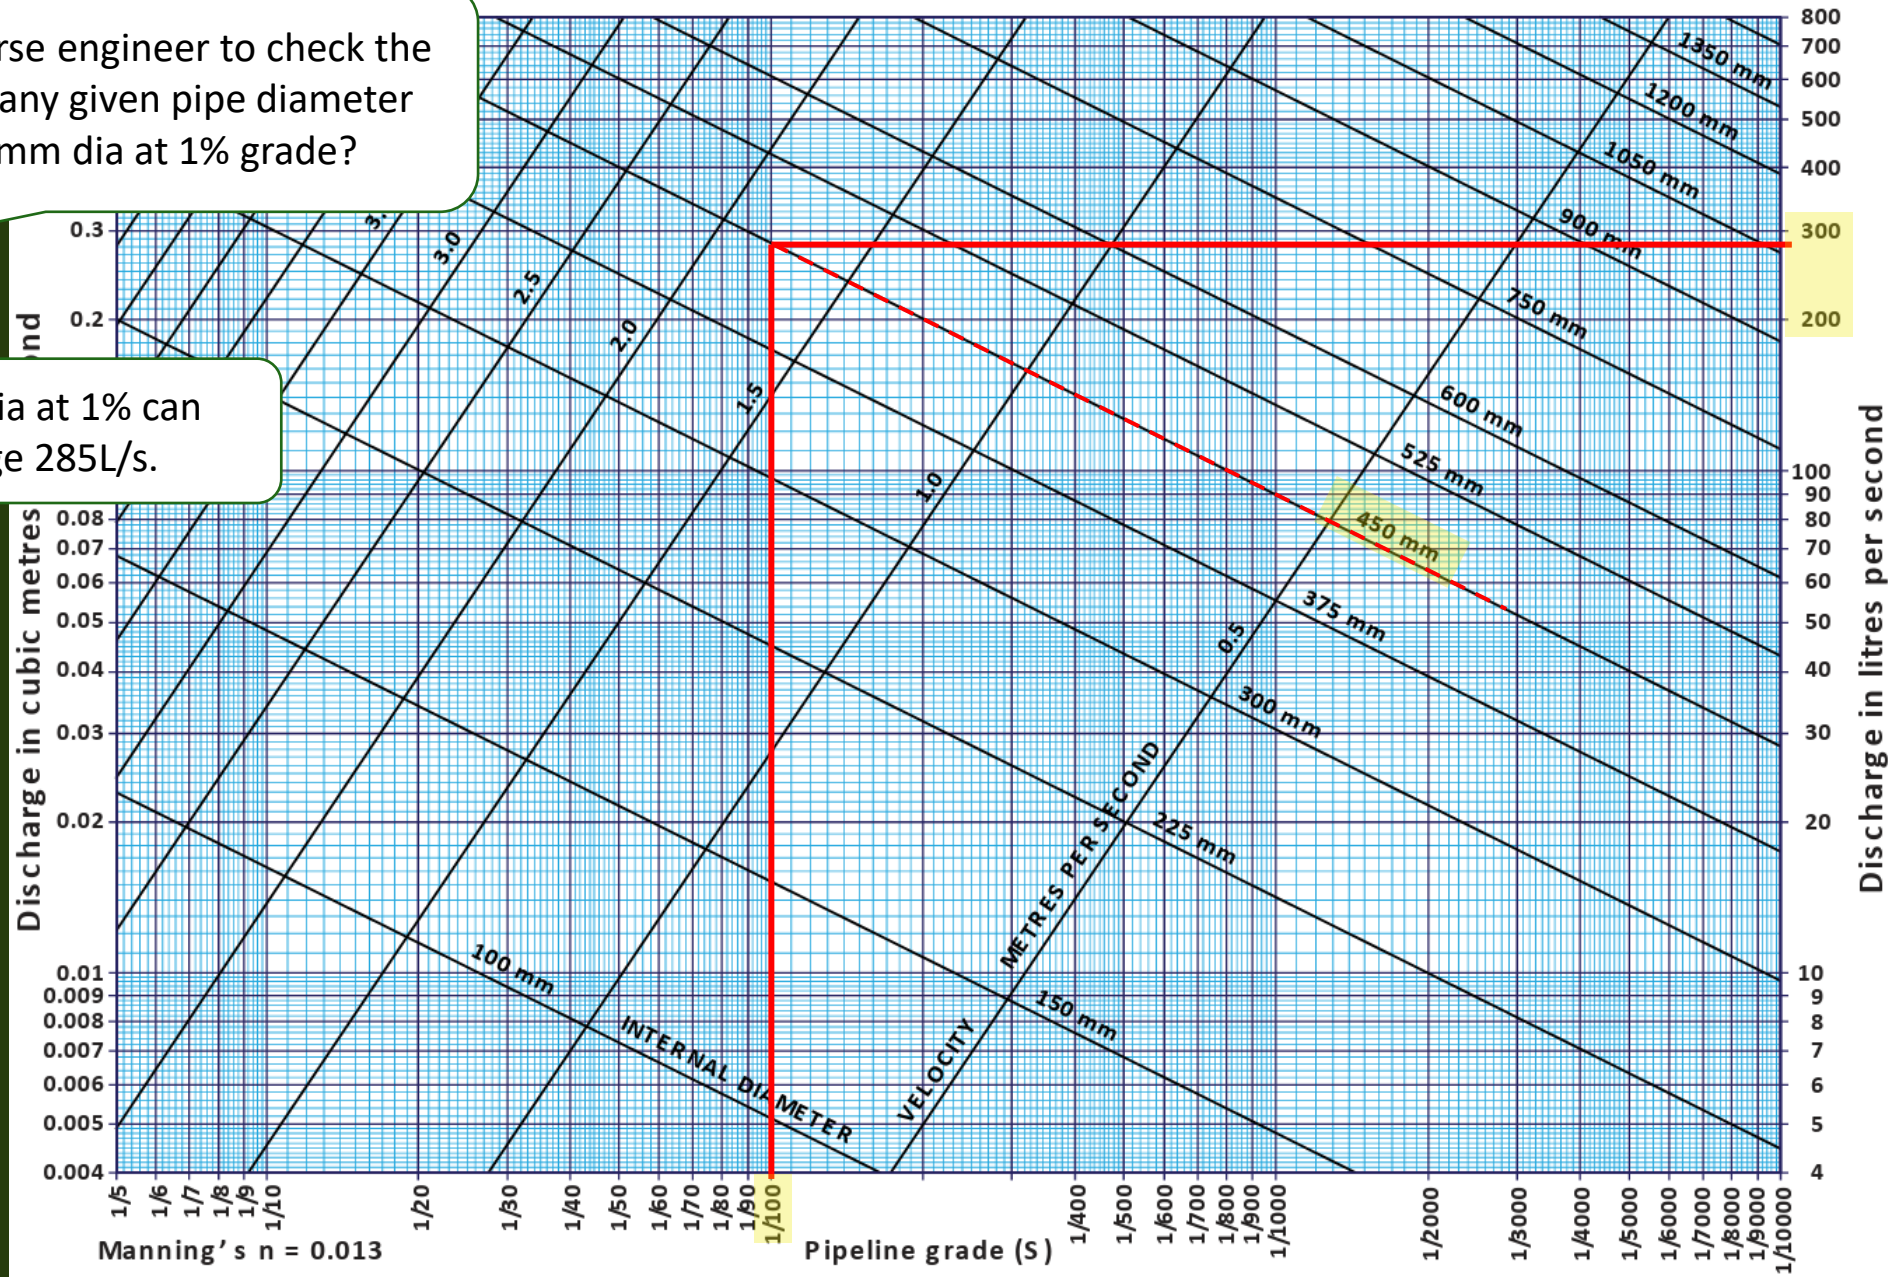 rse engineer to check the
any given pipe diameter
mm dia at 1% grade?
ia at 1% can
ge 285L/s.
0.3
0.2
0.08
0.07
0.06
0.05
0.04
0.03
0.02
0.01
0.009
0.008
0.007
0.006
0.005
0.004
ond
Discharge in cubic metres
3.
3.0
2.5
2.0
1.5
1.0
0.5
1350 mm
1200 mm
1050 mm
900 mm
750 mm
600 mm
525 mm
450 mm
375 mm
300 mm
225 mm
150 mm
100 mm
INTERNAL DIAMETER
VELOCITY
METRES PER SECOND
800
700
600
500
400
300
200
100
90
80
70
60
50
40
30
20
10
9
8
7
6
5
4
Discharge in litres per second
1/5
1/6
1/7
1/8
1/9
1/10
1/20
1/30
1/40
1/50
1/60
1/70
1/80
1/90
1/100
1/400
1/500
1/600
1/700
1/800
1/900
1/1000
1/2000
1/3000
1/4000
1/5000
1/6000
1/7000
1/8000
1/9000
1/10000
Manning's n = 0.013
Pipeline grade (S)